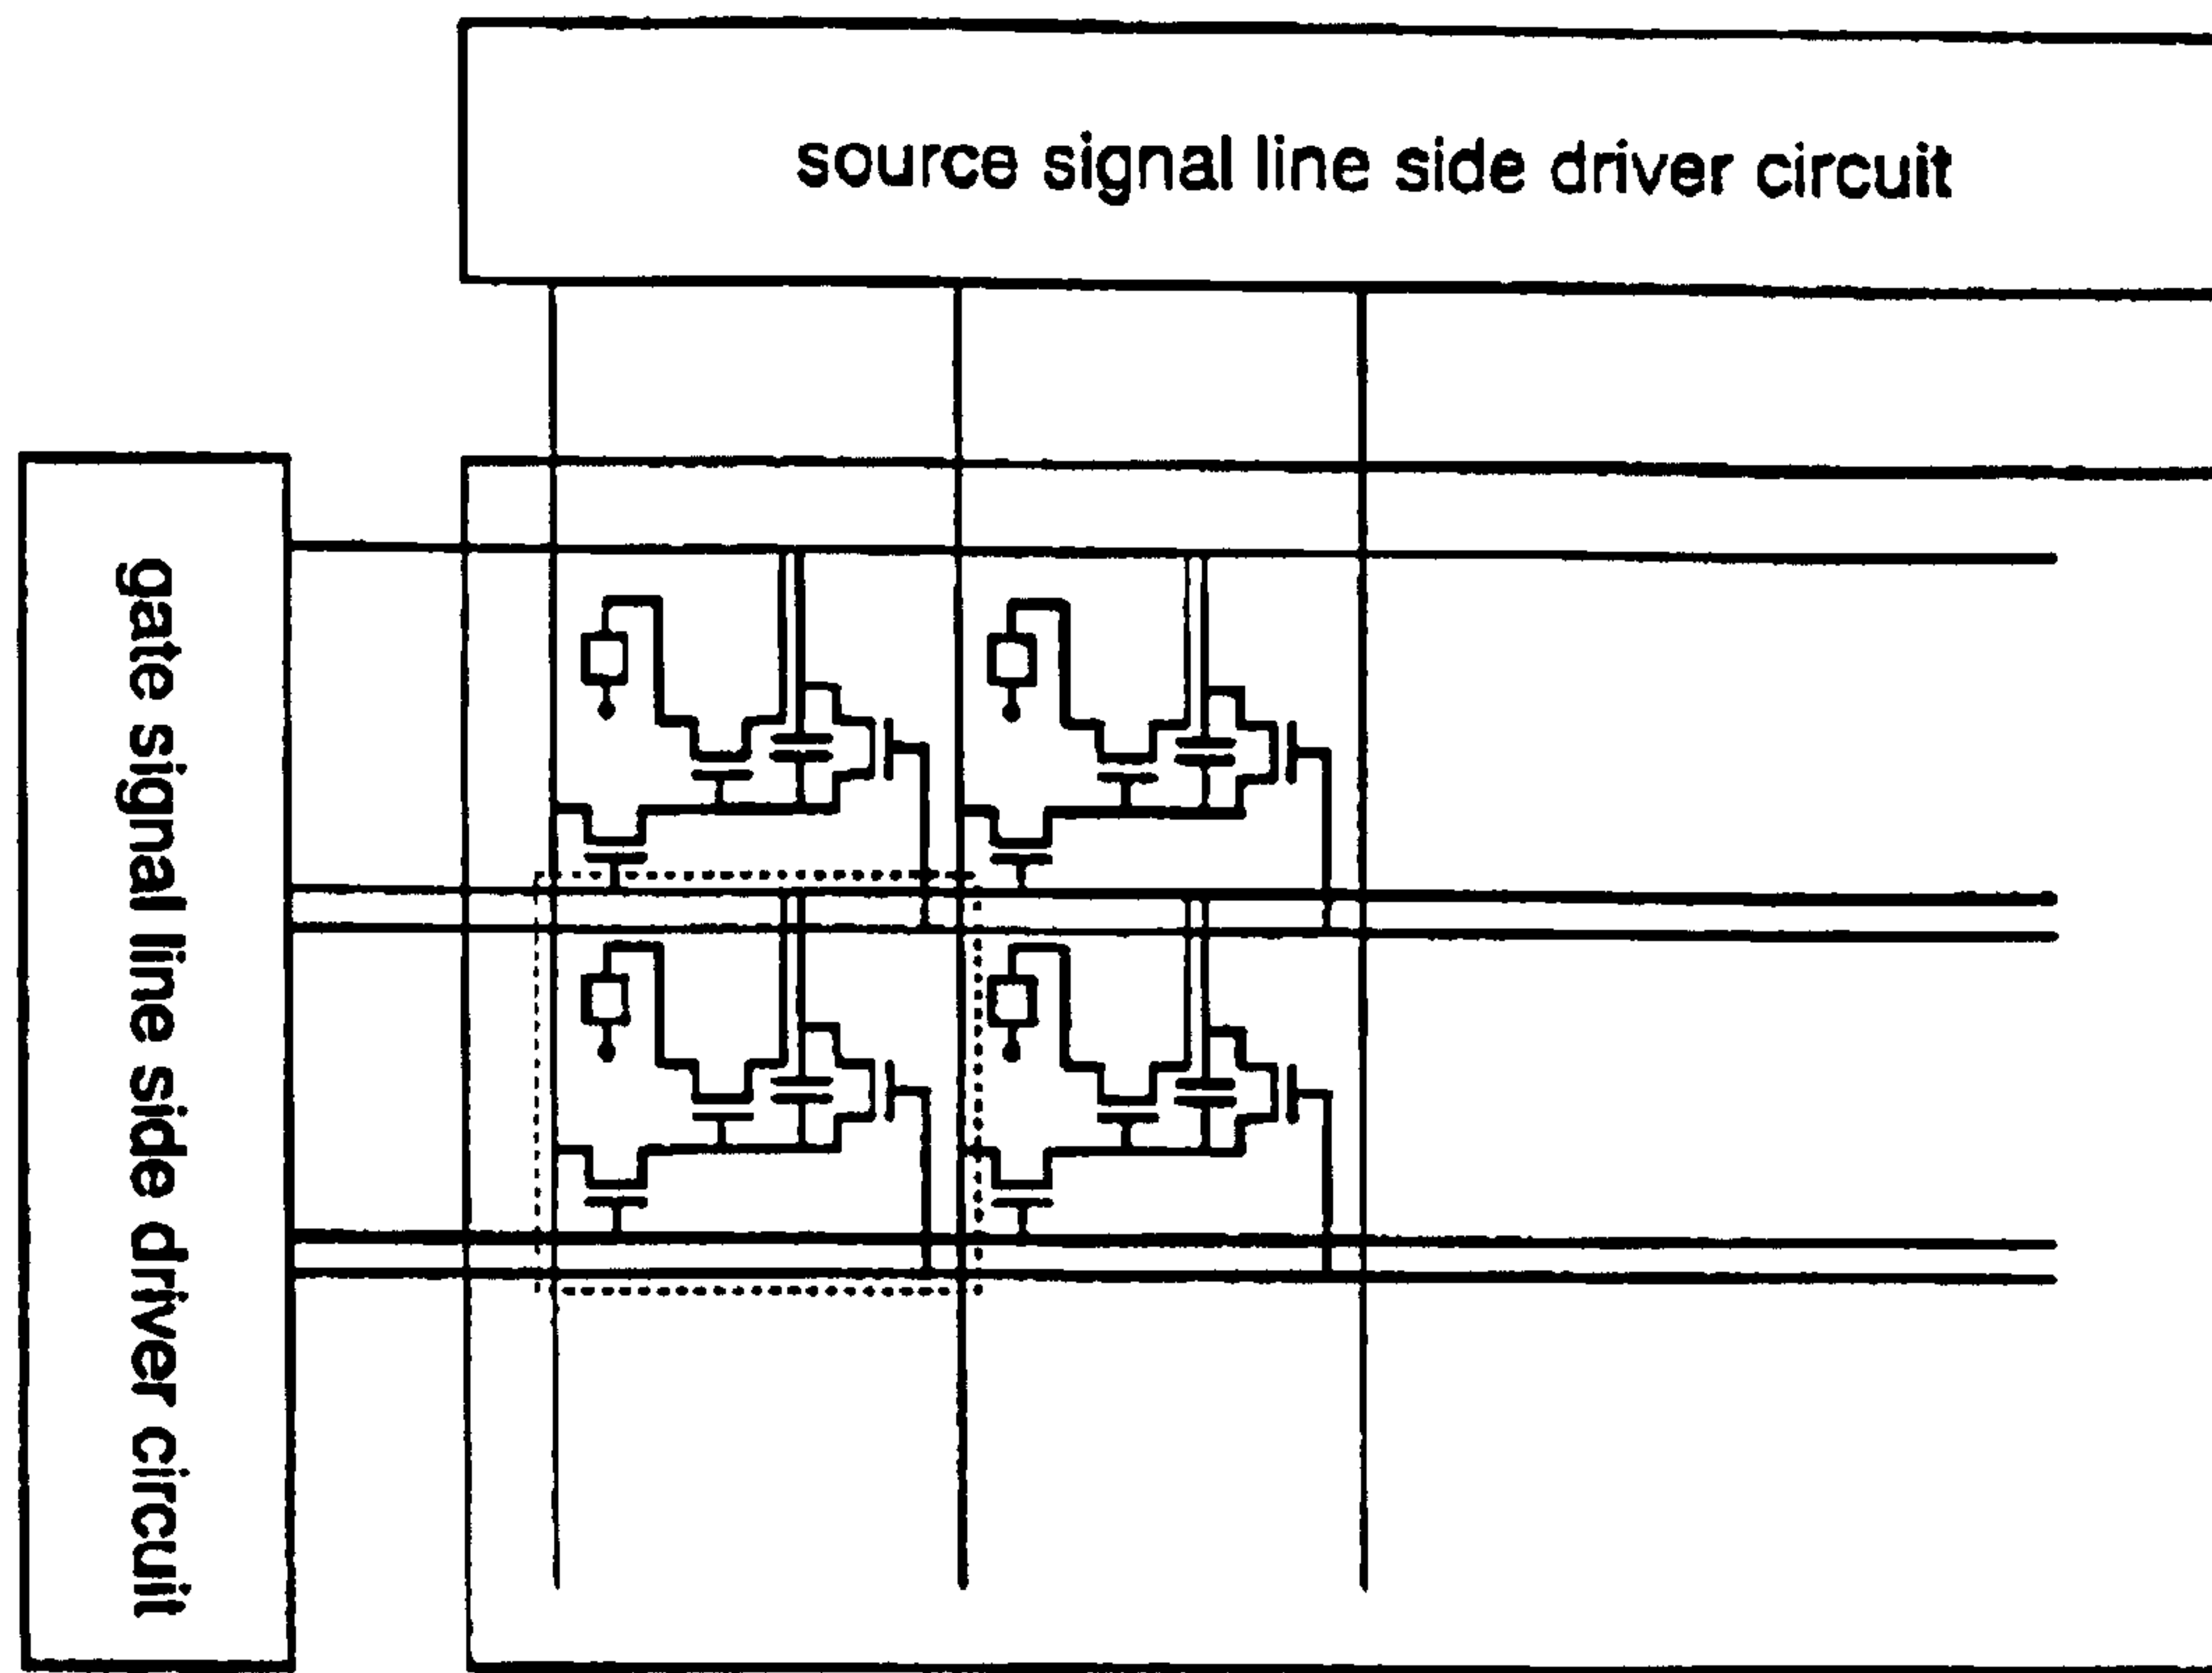 source signal line side driver circuit
gate signal line side driver circuit